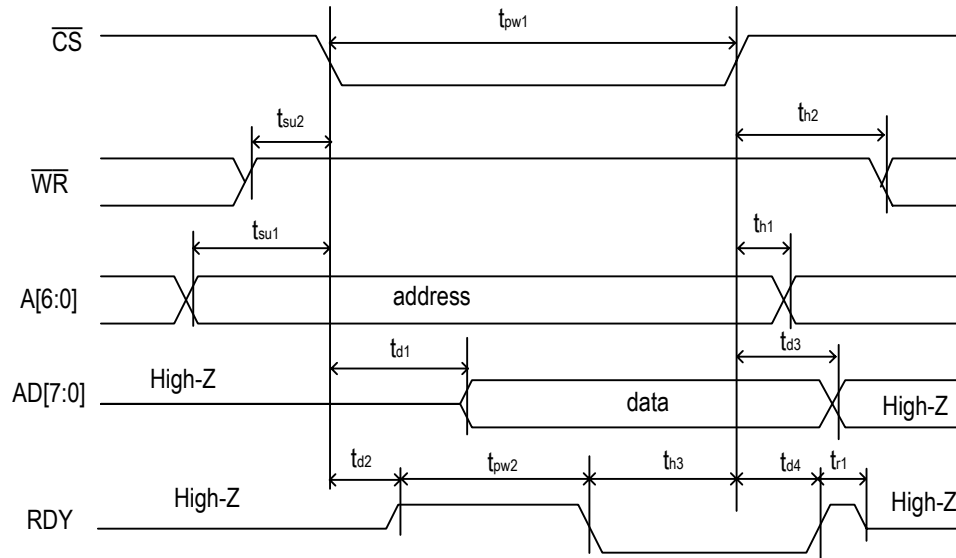 CS
tpw1
tsu2
th2
WR
tsu1
th1
A[6:0]
address
td1
td3
AD[7:0]
High-Z
data
High-Z
td2
tpw2
th3
td4
tr1
RDY
High-Z
High-Z